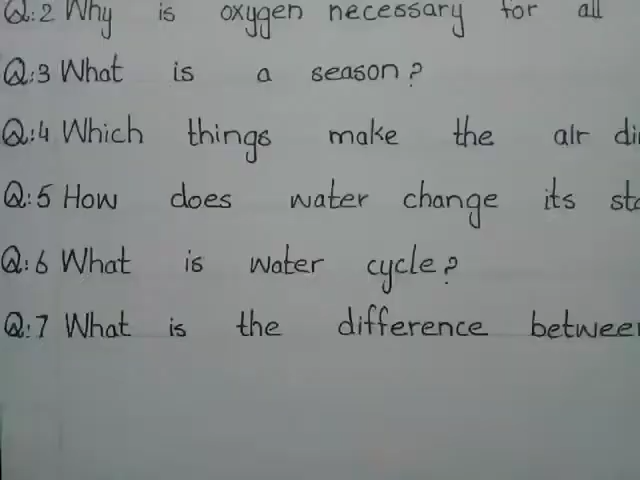 Q:2 Why is oxygen necessary for all
Q:3 What is a season?
Q:4 Which things make the air
Q:5 How does water change its
Q:6 What is water cycle?
Q:7 What is the difference between